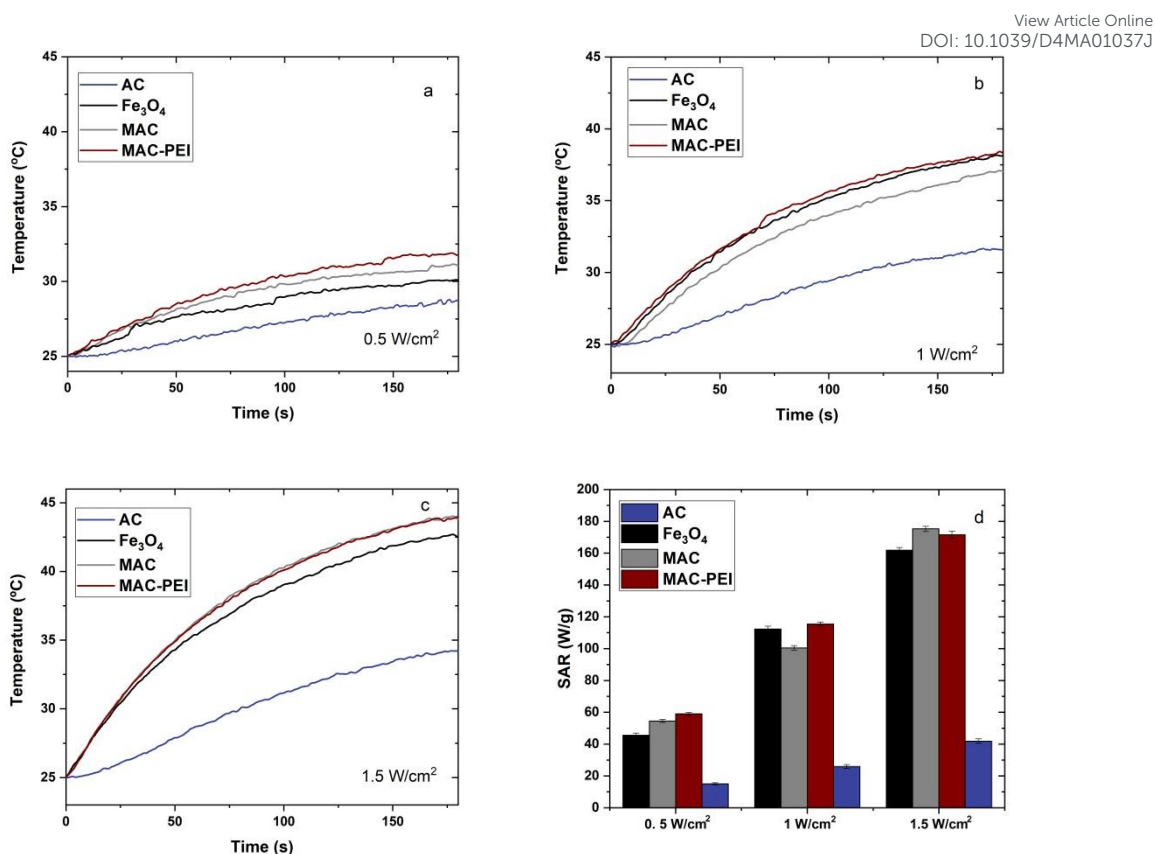 View Article Online
DOI: 10.1039/D4MA01037J
45
40
35
30
25
Temperature (°C)
AC
Fe₃O₄
MAC
MAC-PEI
a
0.5 W/cm²
0
50
100
150
Time (s)
45
40
35
30
25
Temperature (°C)
AC
Fe₃O₄
MAC
MAC-PEI
b
1 W/cm²
0
50
100
150
Time (s)
45
40
35
30
25
Temperature (°C)
AC
Fe₃O₄
MAC
MAC-PEI
c
1.5 W/cm²
0
50
100
150
Time (s)
200
180
160
140
120
100
80
60
40
20
0
SAR (W/g)
AC
Fe₃O₄
MAC
MAC-PEI
d
0. 5 W/cm²
1 W/cm²
1.5 W/cm²